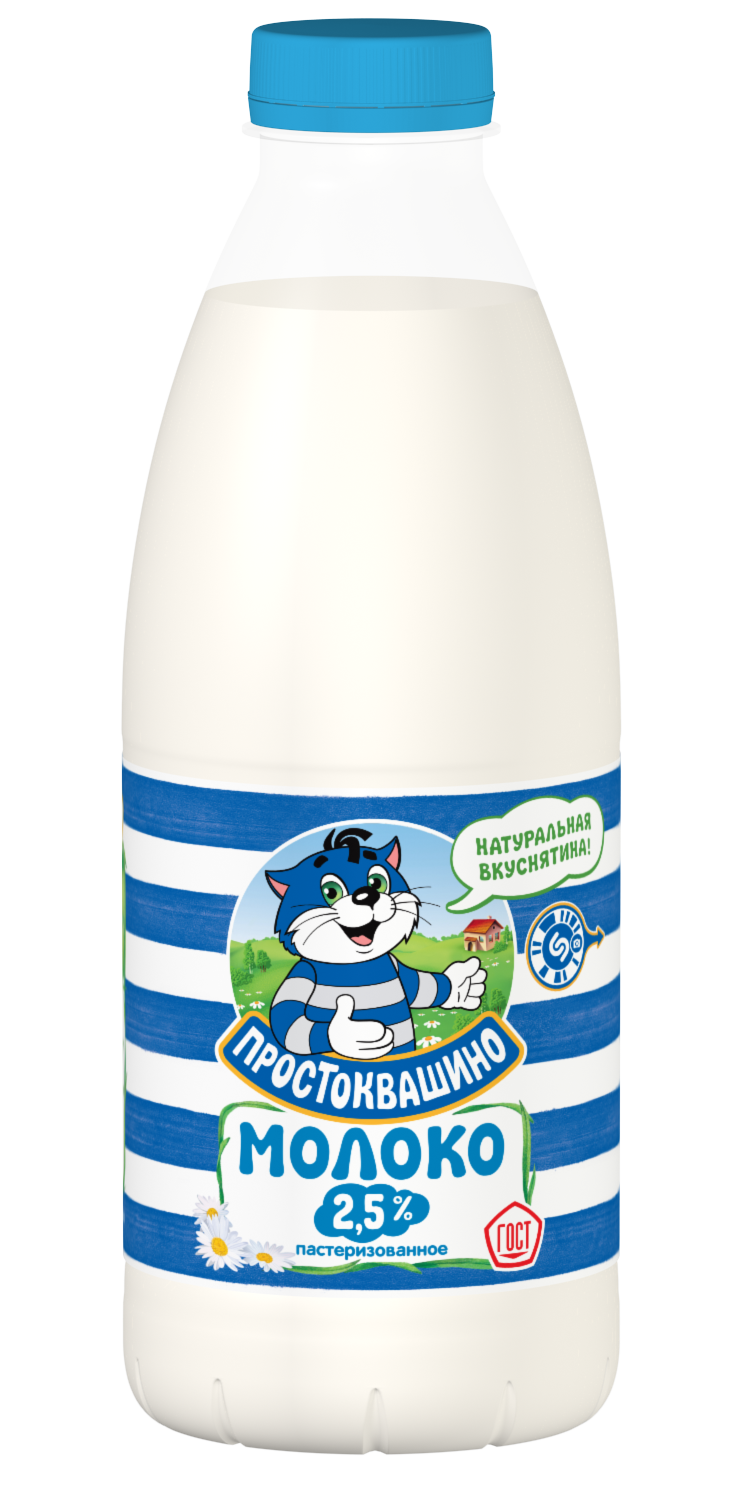 НАТУРАЛЬНАЯ
ВКУСНЯТИНА!
ПРОСТОКВАШИНО
МОЛОКО
2,5%
пастеризованное
ГОСТ